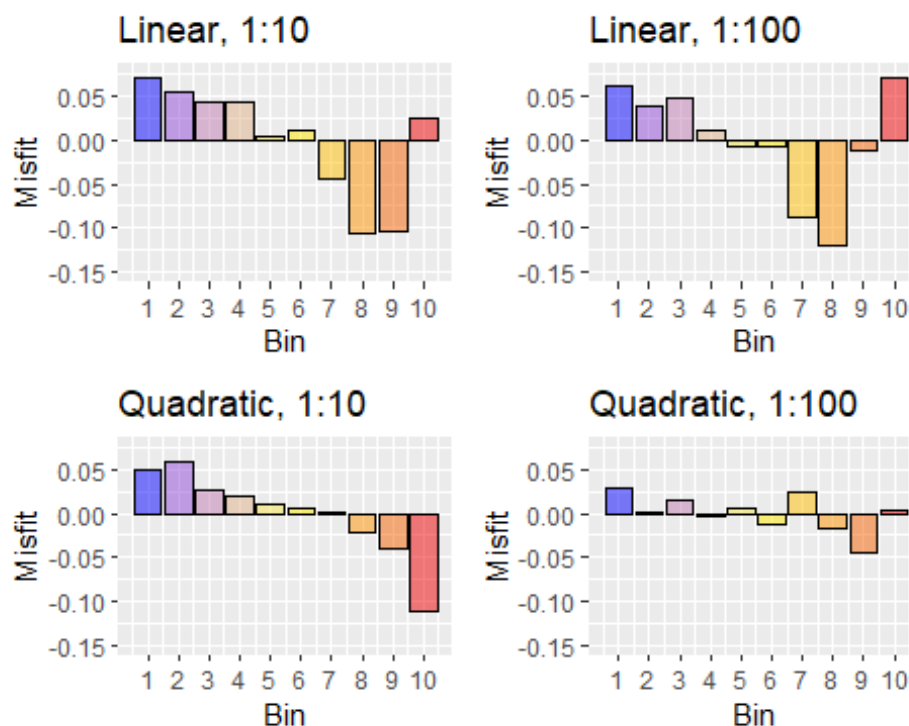 Linear, 1:10
0.05
0.00
-0.05
-0.10
-0.15
Misfit
1 2 3 4 5 6 7 8 9 10
Bin
Linear, 1:100
0.05
0.00
-0.05
-0.10
-0.15
Misfit
1 2 3 4 5 6 7 8 9 10
Bin
Quadratic, 1:10
0.05
0.00
-0.05
-0.10
-0.15
Misfit
1 2 3 4 5 6 7 8 9 10
Bin
Quadratic, 1:100
0.05
0.00
-0.05
-0.10
-0.15
Misfit
1 2 3 4 5 6 7 8 9 10
Bin